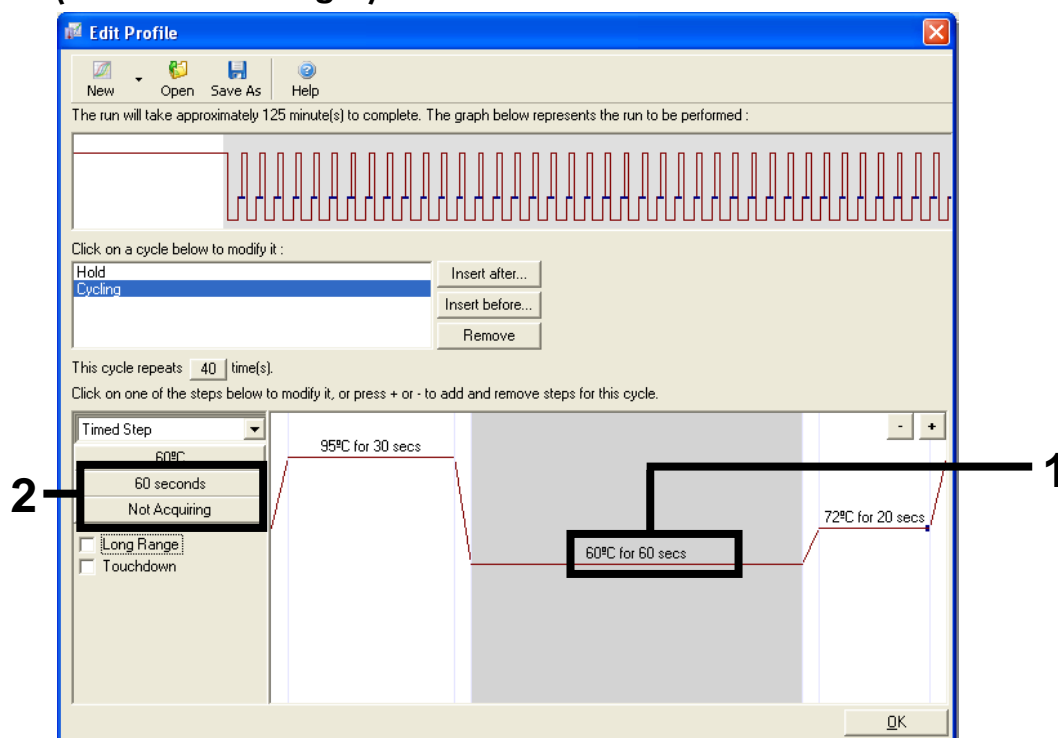 Edit Profile
New Open Save As Help
The run will take approximately 125 minute(s) to complete. The graph below represents the run to be performed :
Click on a cycle below to modify it :
Hold
Cycling
Insert after...
Insert before...
Remove
This cycle repeats 40 time(s).
Click on one of the steps below to modify it, or press + or - to add and remove steps for this cycle.
Timed Step
- +
60ºC
95ºC for 30 secs
1
2
60 seconds
Not Acquiring
72ºC for 20 secs
Long Range
60ºC for 60 secs
Touchdown
OK